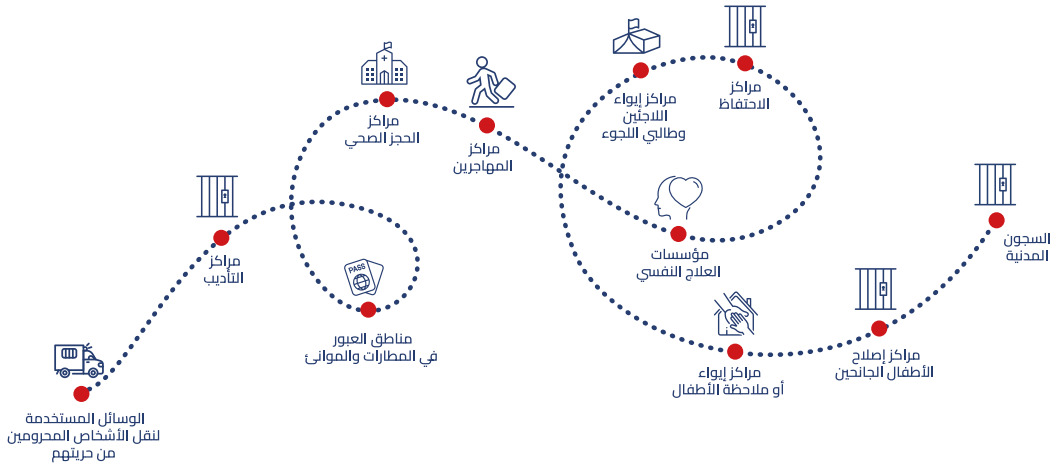 السجون
المدنية
مراكز إصلاح
الأطفال الجانحين
مراكز إيواء
أو ملاحظة الأطفال
مؤسسات
العلاج النفسي
مراكز
الاحتفاظ
مراكز إيواء
اللاجئين
وطالبي اللجوء
مراكز
المهاجرين
مراكز
الحجز الصحي
PASS
مناطق العبور
في المطارات والموانئ
مراكز
التأديب
الوسائل المستخدمة
لنقل الأشخاص المحرومين
من حريتهم